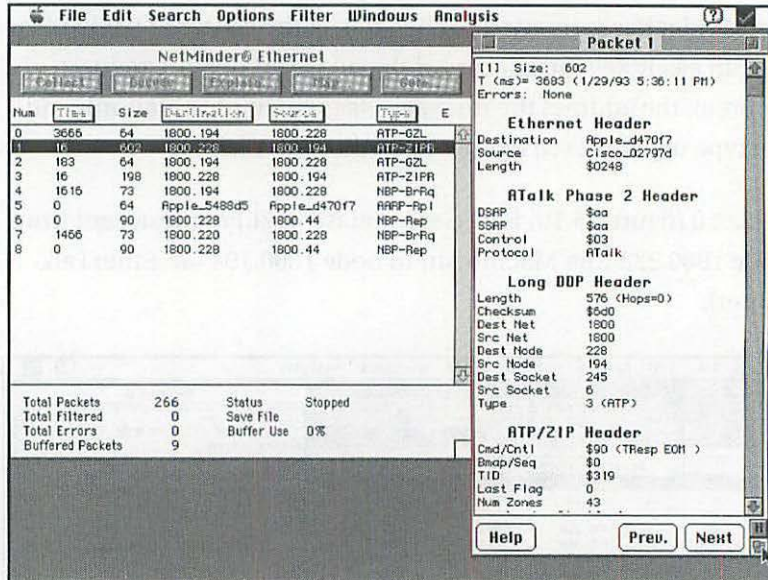 File Edit Search Options Filter Windows Analysis
NetMinder® Ethernet
Collect Decode Explain Map Goto
Num Time Size Destination Source Type E
0 3666 64 1800.194 1800.228 ATP-GZL
1 16 602 1800.228 1800.194 ATP-ZIPR
2 183 64 1800.194 1800.228 ATP-GZL
3 16 198 1800.228 1800.194 ATP-ZIPR
4 1616 73 1800.194 1800.228 NBP-BrRq
5 0 64 Apple_5488d5 Apple_d470f7 AARP-Rpl
6 0 90 1800.228 1800.44 NBP-Rep
7 1466 73 1800.220 1800.228 NBP-BrRq
8 0 90 1800.228 1800.44 NBP-Rep
Total Packets 266 Status Stopped
Total Filtered 0 Save File
Total Errors 0 Buffer Use 0%
Buffered Packets 9
Packet 1
[1] Size: 602
T (ms)= 3683 (1/29/93 5:36:11 PM)
Errors: None
Ethernet Header
Destination Apple_d470f7
Source Cisco_02797d
Length $0248
ATalk Phase 2 Header
DSAP $aa
SSAP $aa
Control $03
Protocol ATalk
Long DDP Header
Length 576 (Hops=0)
Checksum $6d0
Dest Net 1800
Src Net 1800
Dest Node 228
Src Node 194
Dest Socket 245
Src Socket 6
Type 3 (ATP)
ATP/ZIP Header
Cmd/Cntl $90 (TResp EOM )
Bmap/Seq $0
TID $319
Last Flag 0
Num Zones 43
Help Prev. Next